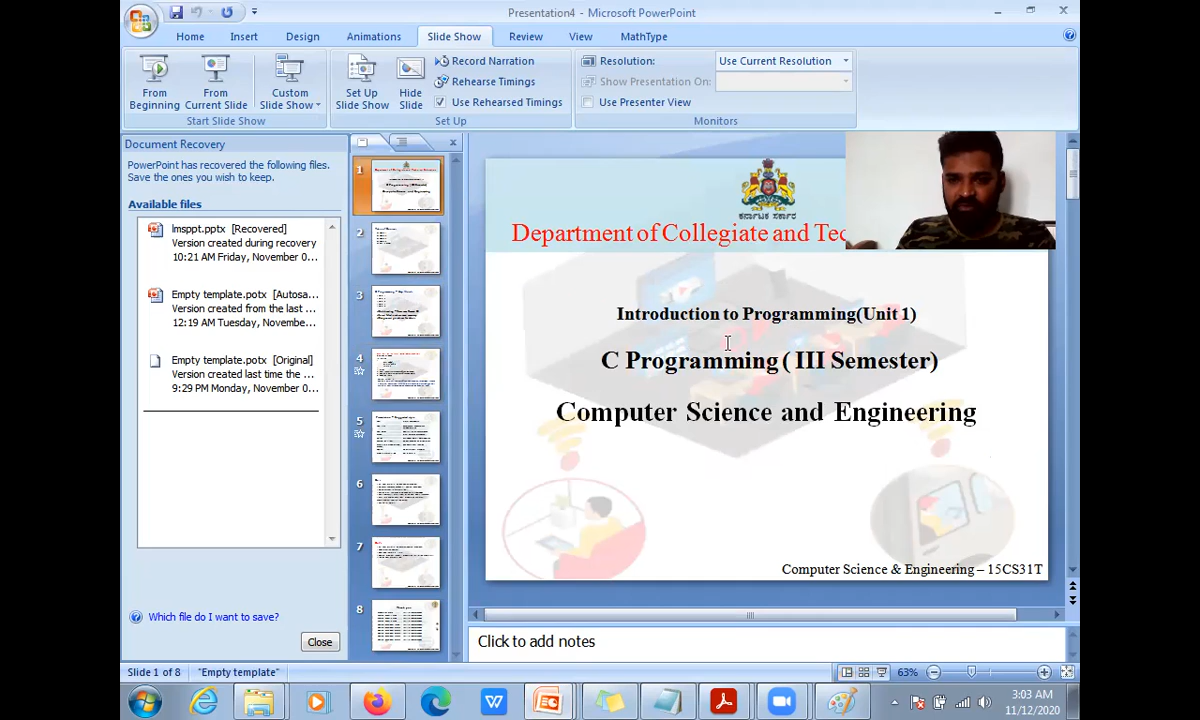 Presentation4 - Microsoft PowerPoint
Home Insert Design Animations Slide Show Review View MathType
From Beginning
From Current Slide
Custom Slide Show
Start Slide Show
Set Up Slide Show
Hide Slide
Record Narration
Rehearse Timings
Use Rehearsed Timings
Set Up
Resolution: Use Current Resolution
Show Presentation On:
Use Presenter View
Monitors
Document Recovery
PowerPoint has recovered the following files.
Save the ones you wish to keep.
Available files
lmsppt.pptx [Recovered]
Version created during recovery
10:21 AM Friday, November 0...
Empty template.potx [Autosa...
Version created from the last ...
12:19 AM Tuesday, Novembe...
Empty template.potx [Original]
Version created last time the ...
9:29 PM Monday, November 0...
Which file do I want to save?
Close
1
2
3
4
5
6
7
8
Department of Collegiate and Tec
Introduction to Programming(Unit 1)
C Programming ( III Semester)
Computer Science and Engineering
Computer Science & Engineering – 15CS31T
Click to add notes
Slide 1 of 8 "Empty template" 63%
3:03 AM
11/12/2020